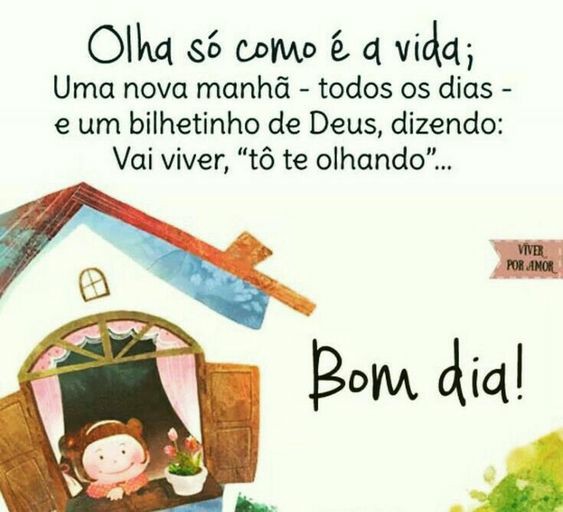 Olha só como é a vida;
Uma nova manhã - todos os dias -
e um bilhetinho de Deus, dizendo:
Vai viver, “tô te olhando”...
VIVER
POR AMOR
Bom dia!